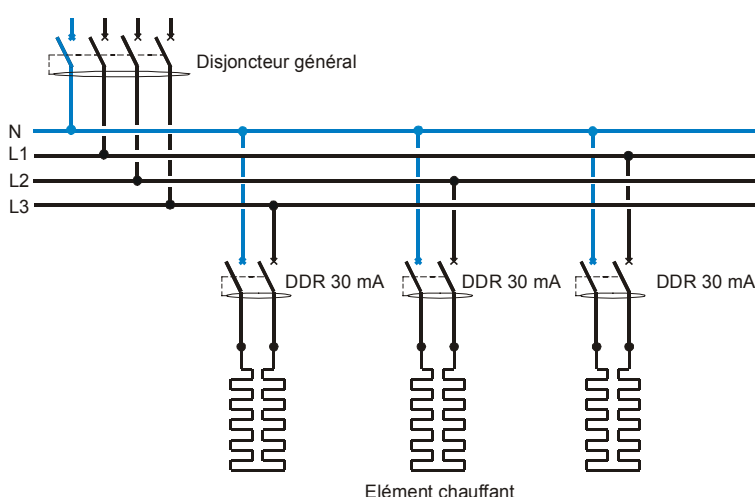 Disjoncteur général
N
L1
L2
L3
DDR 30 mA
DDR 30 mA
DDR 30 mA
Elément chauffant